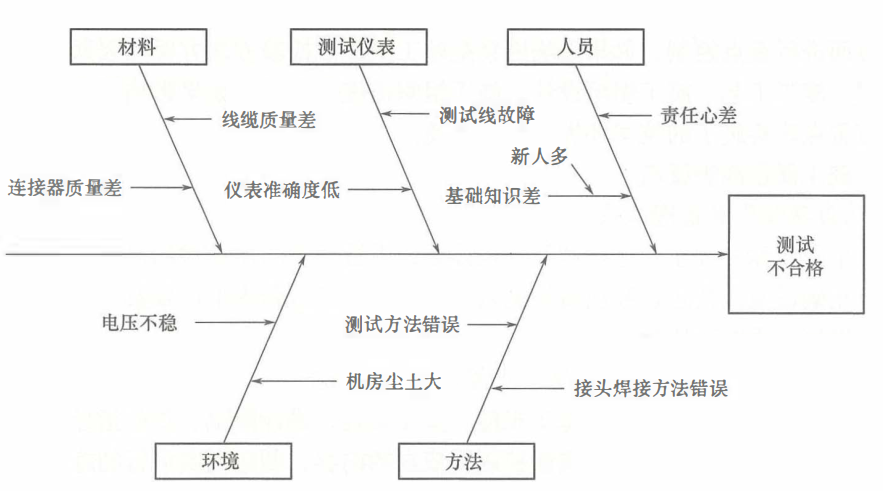 材料
测试仪表
人员
线缆质量差
测试线故障
责任心差
新人多
连接器质量差
仪表准确度低
基础知识差
测试
不合格
电压不稳
测试方法错误
机房尘土大
接头焊接方法错误
环境
方法